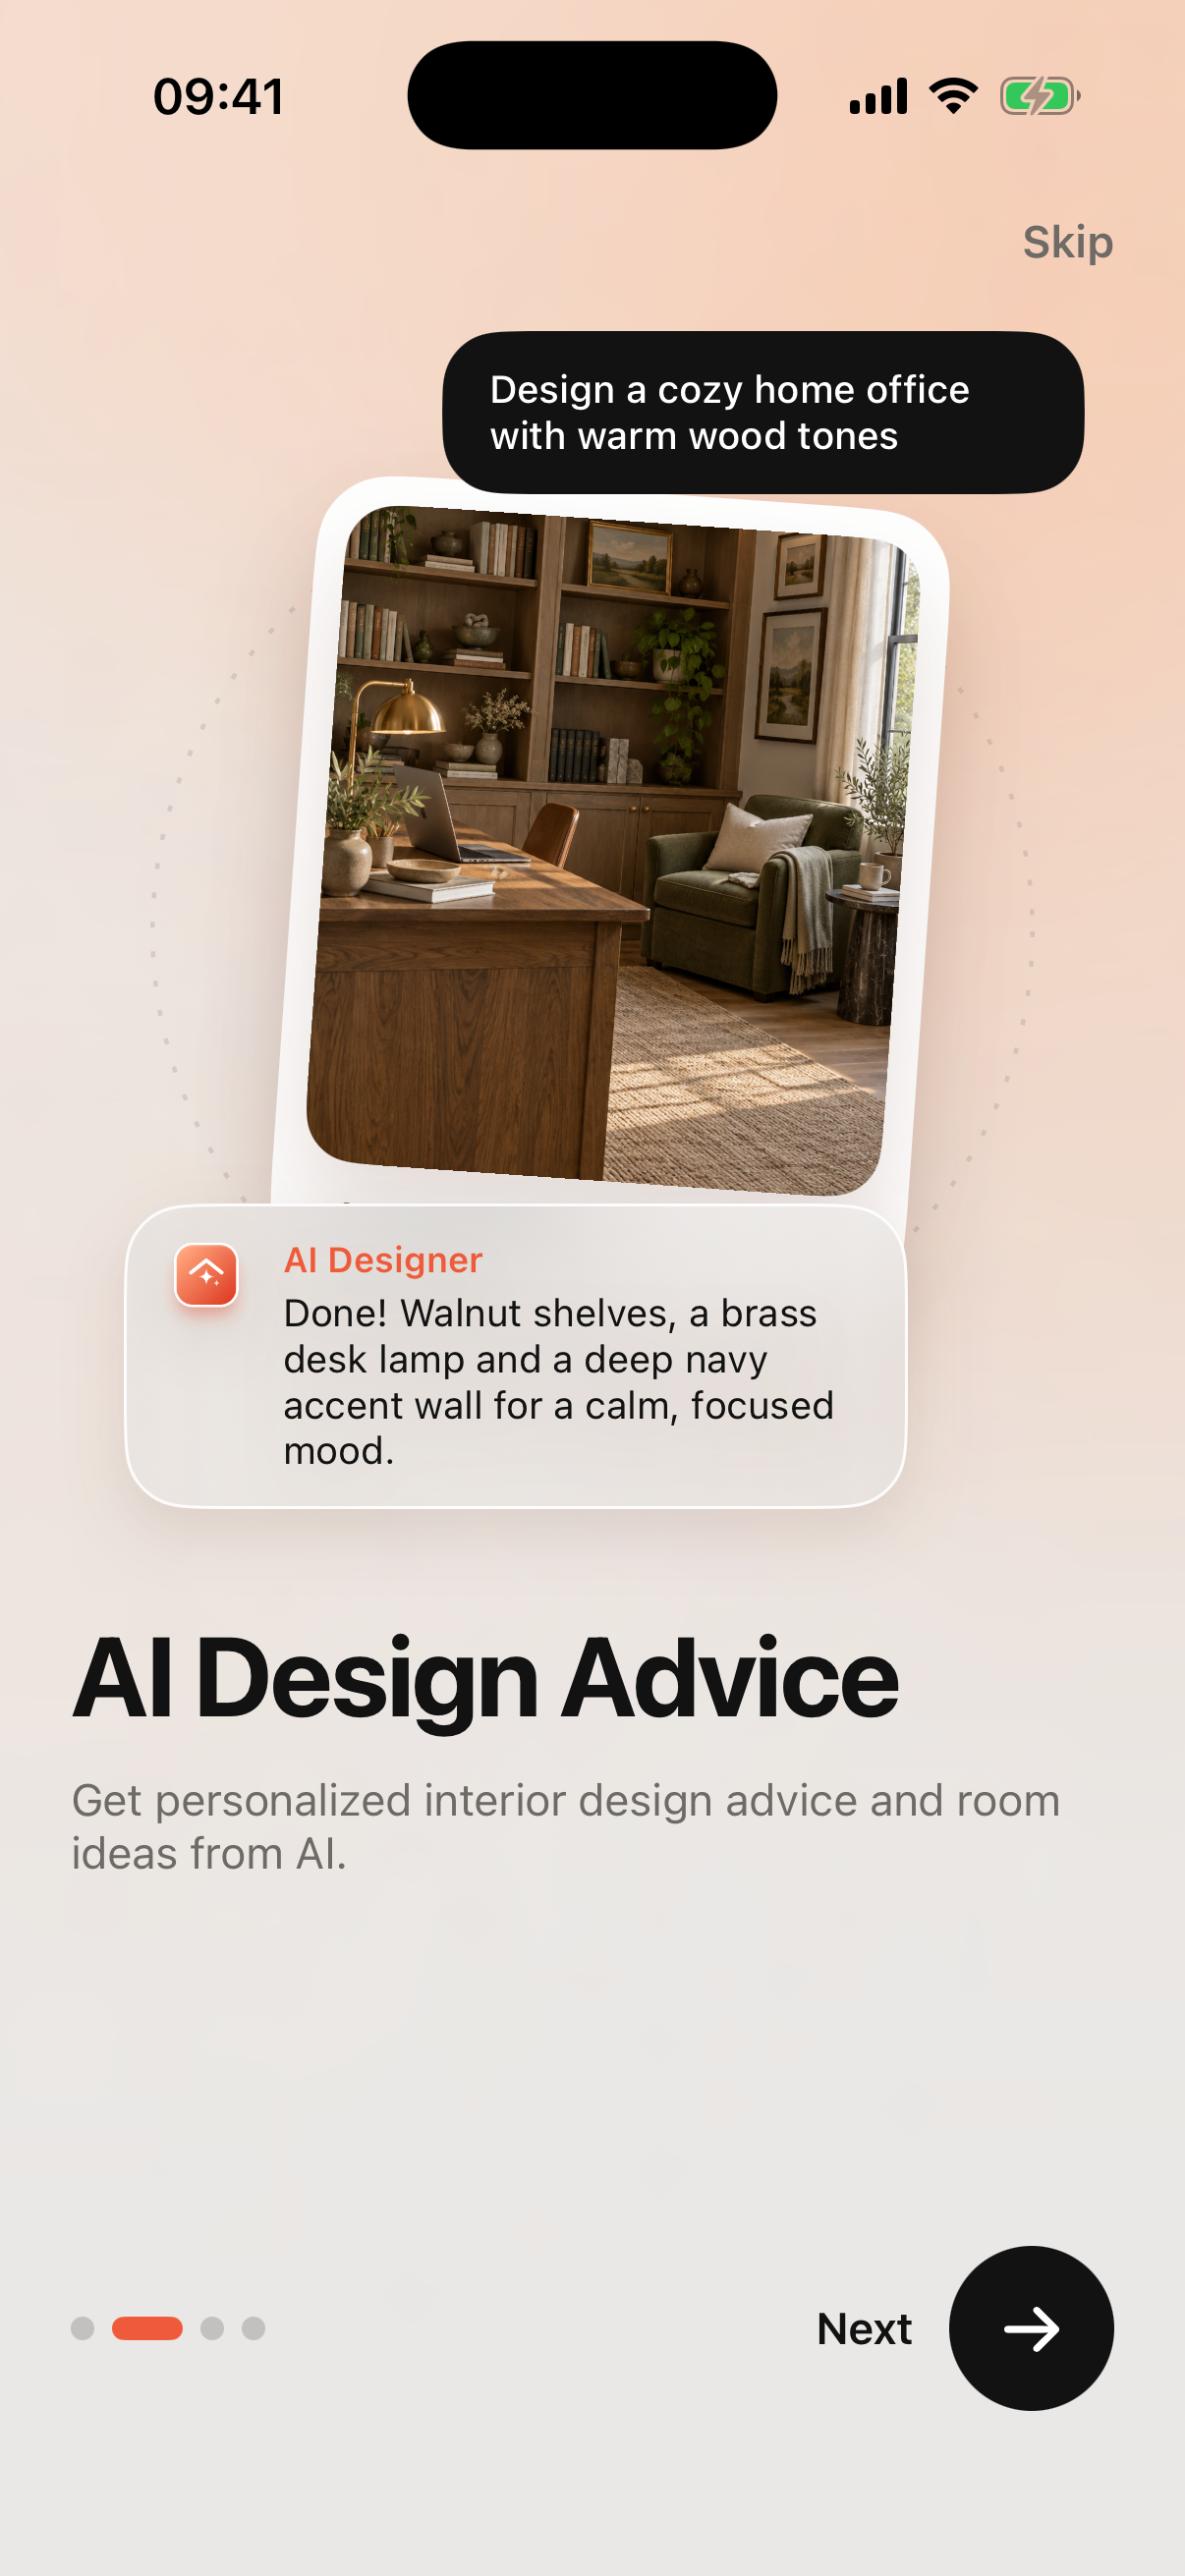 09:41
Skip
Design a cozy home office
with warm wood tones
AI Designer
Done! Walnut shelves, a brass
desk lamp and a deep navy
accent wall for a calm, focused
mood.
AI Design Advice
Get personalized interior design advice and room
ideas from AI.
Next